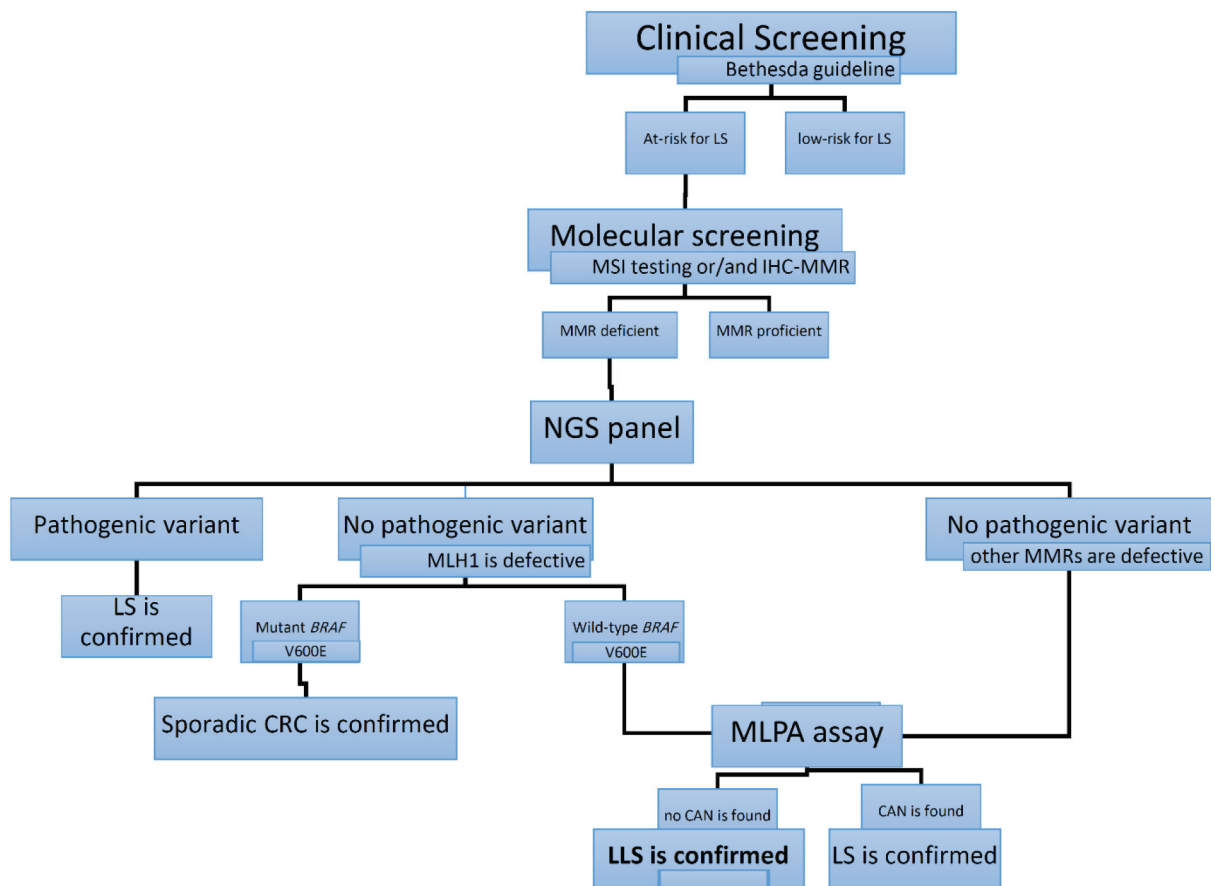 Clinical Screening
Bethesda guideline
At-risk for LS
low-risk for LS
Molecular screening
MSI testing or/and IHC-MMR
MMR deficient
MMR proficient
NGS panel
Pathogenic variant
No pathogenic variant
MLH1 is defective
No pathogenic variant
other MMRs are defective
LS is
confirmed
Mutant BRAF
V600E
Wild-type BRAF
V600E
Sporadic CRC is confirmed
MLPA assay
no CAN is found
CAN is found
LLS is confirmed
LS is confirmed